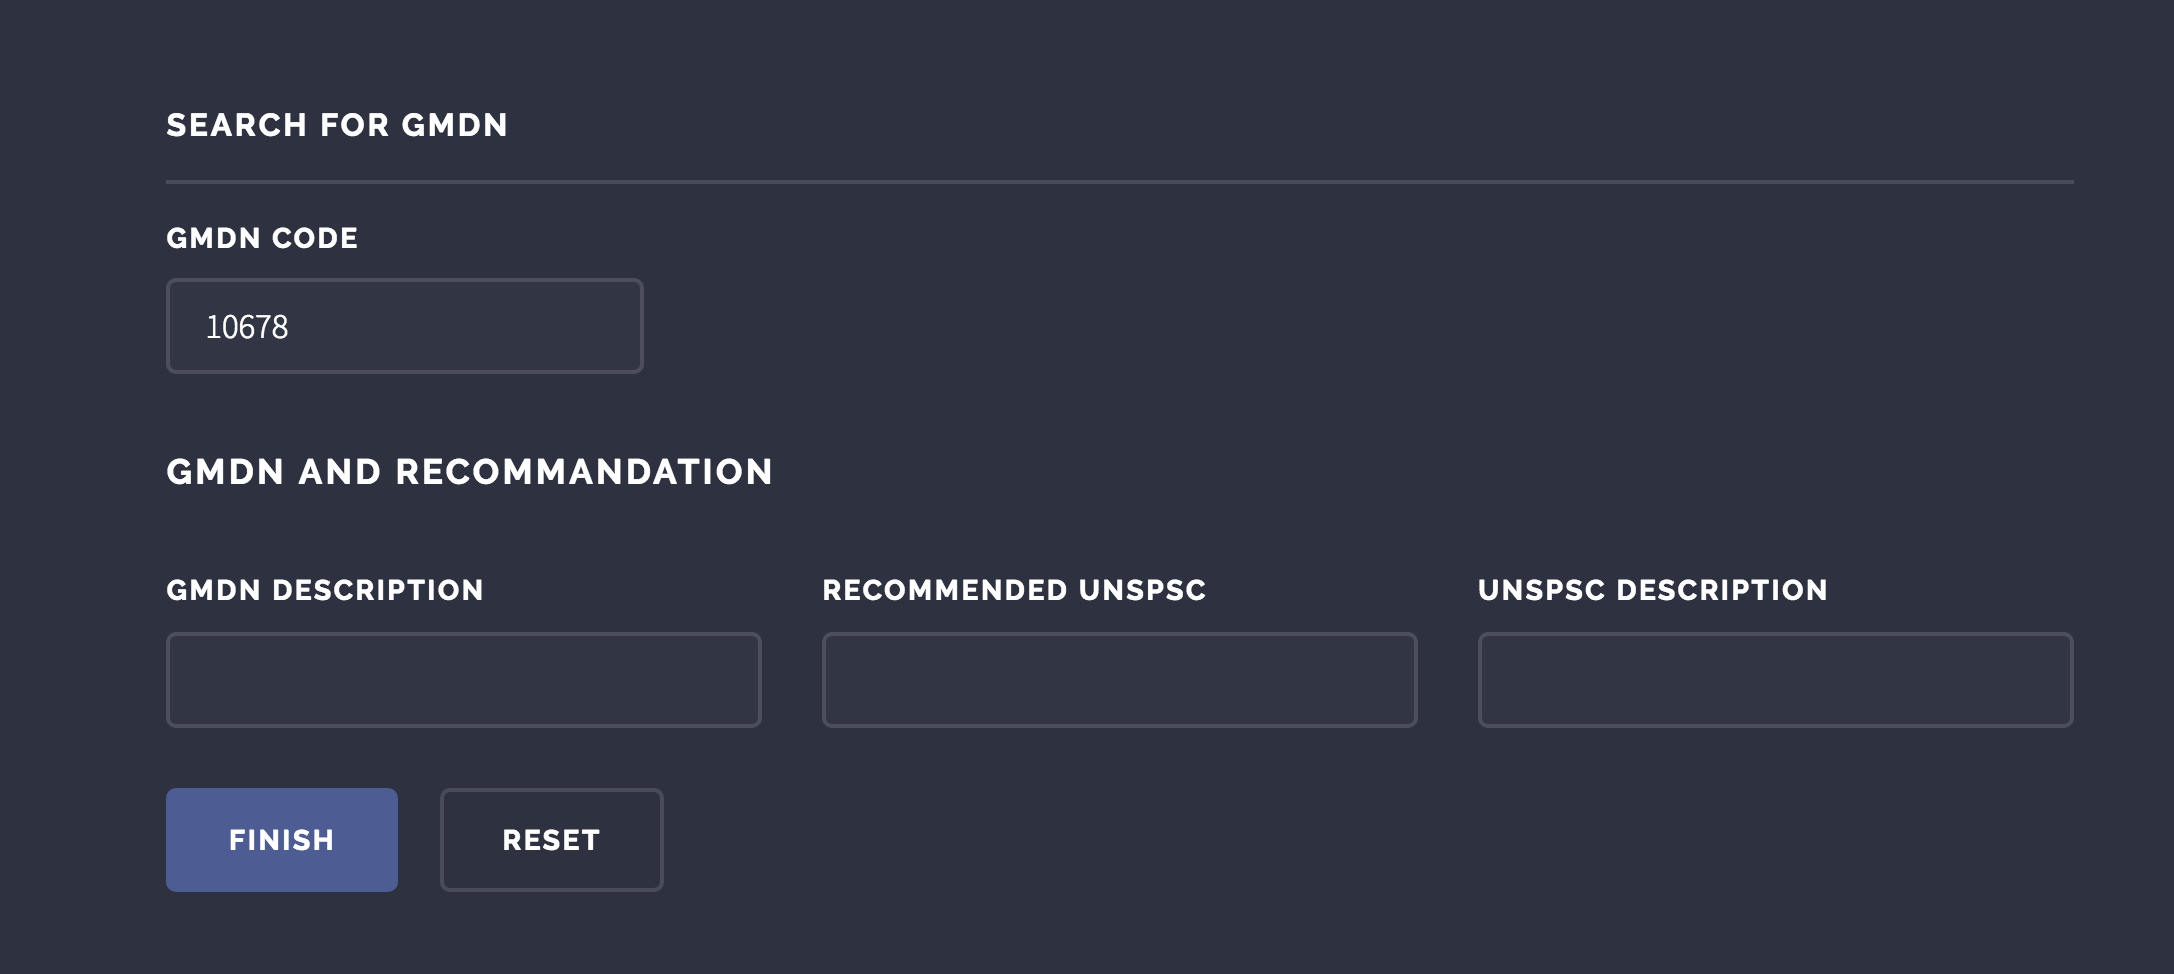 SEARCH FOR GMDN
GMDN CODE
10678
GMDN AND RECOMMANDATION
GMDN DESCRIPTION RECOMMENDED UNSPSC UNSPSC DESCRIPTION
FINISH RESET